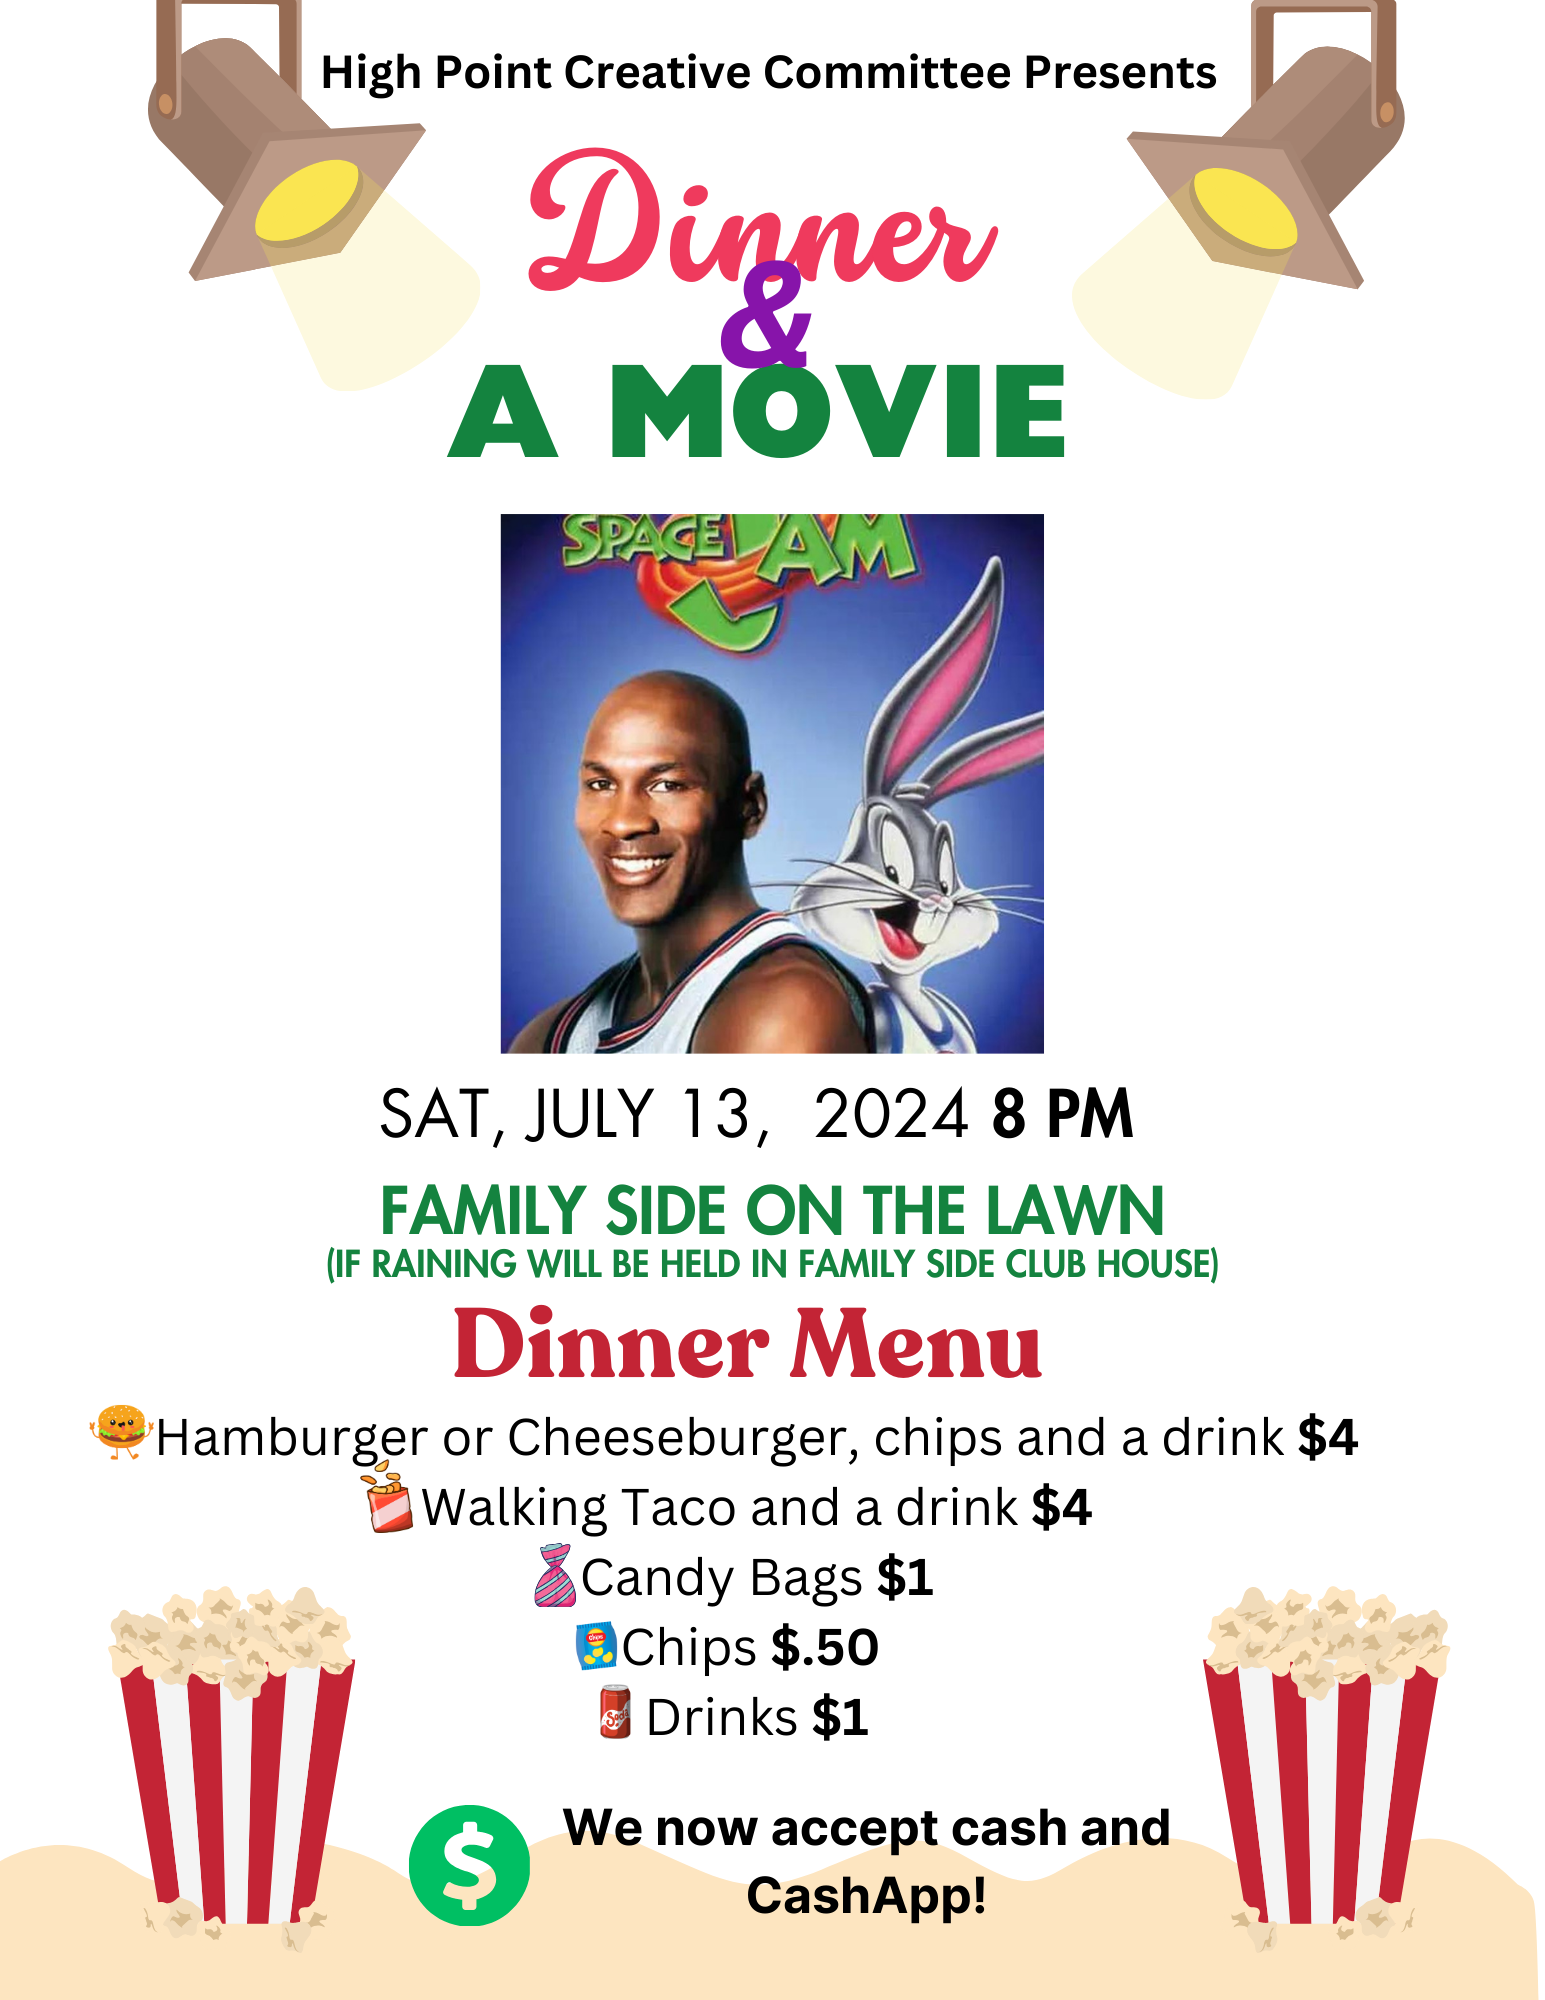 High Point Creative Committee Presents
Dinner
&
A MOVIE
SPACE JAM
SAT, JULY 13, 2024 8 PM
FAMILY SIDE ON THE LAWN
(IF RAINING WILL BE HELD IN FAMILY SIDE CLUB HOUSE)
Dinner Menu
Hamburger or Cheeseburger, chips and a drink $4
Walking Taco and a drink $4
Candy Bags $1
Chips $.50
Drinks $1
We now accept cash and
CashApp!